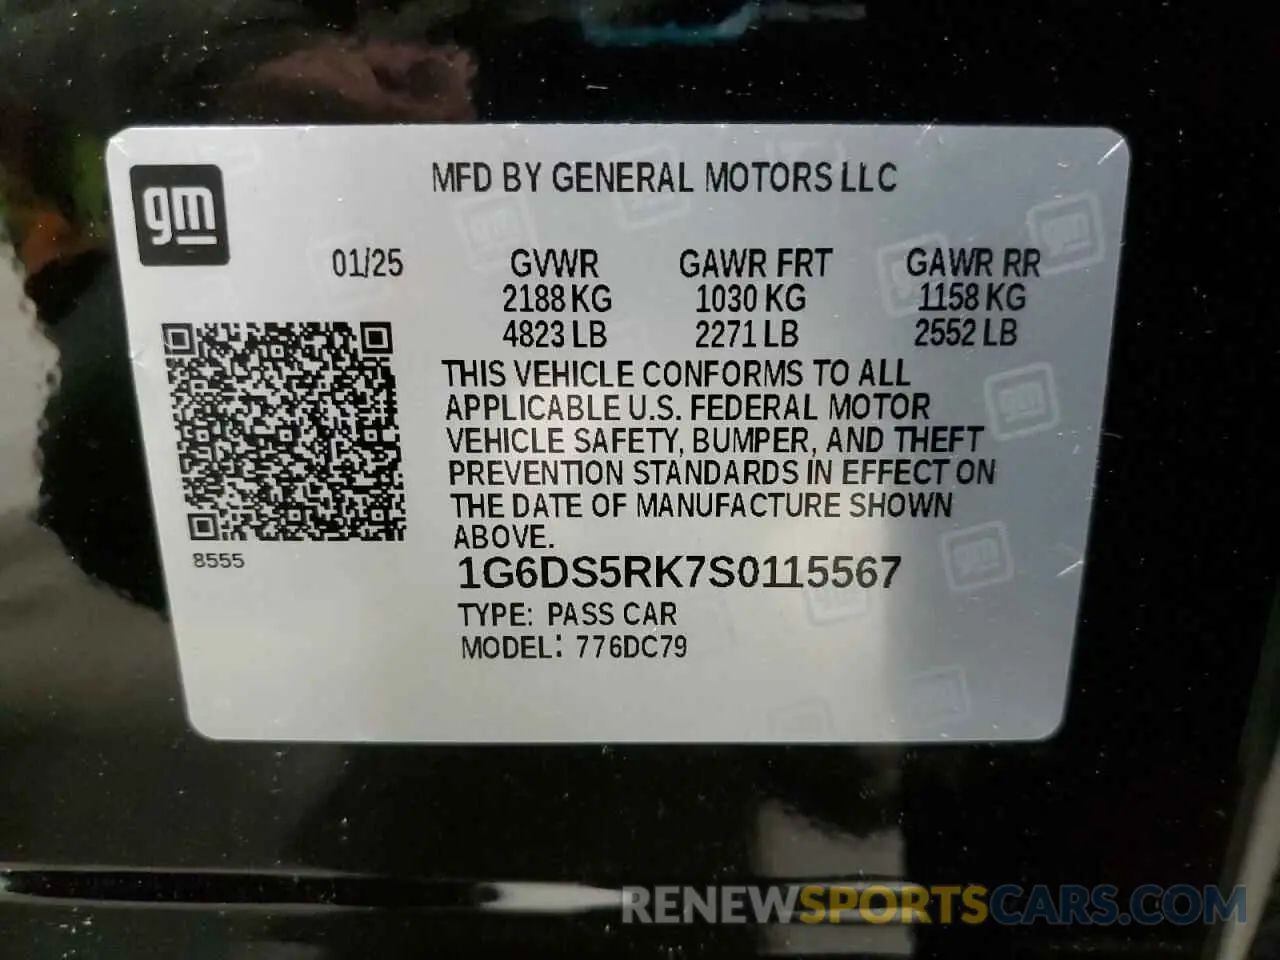 gm
MFD BY GENERAL MOTORS LLC
01/25 GVWR GAWR FRT GAWR RR
2188 KG 1030 KG 1158 KG
4823 LB 2271 LB 2552 LB
THIS VEHICLE CONFORMS TO ALL
APPLICABLE U.S. FEDERAL MOTOR
VEHICLE SAFETY, BUMPER, AND THEFT
PREVENTION STANDARDS IN EFFECT ON
THE DATE OF MANUFACTURE SHOWN
ABOVE.
8555
1G6DS5RK7S0115567
TYPE: PASS CAR
MODEL: 776DC79
RENEWSPORTSCARS.COM